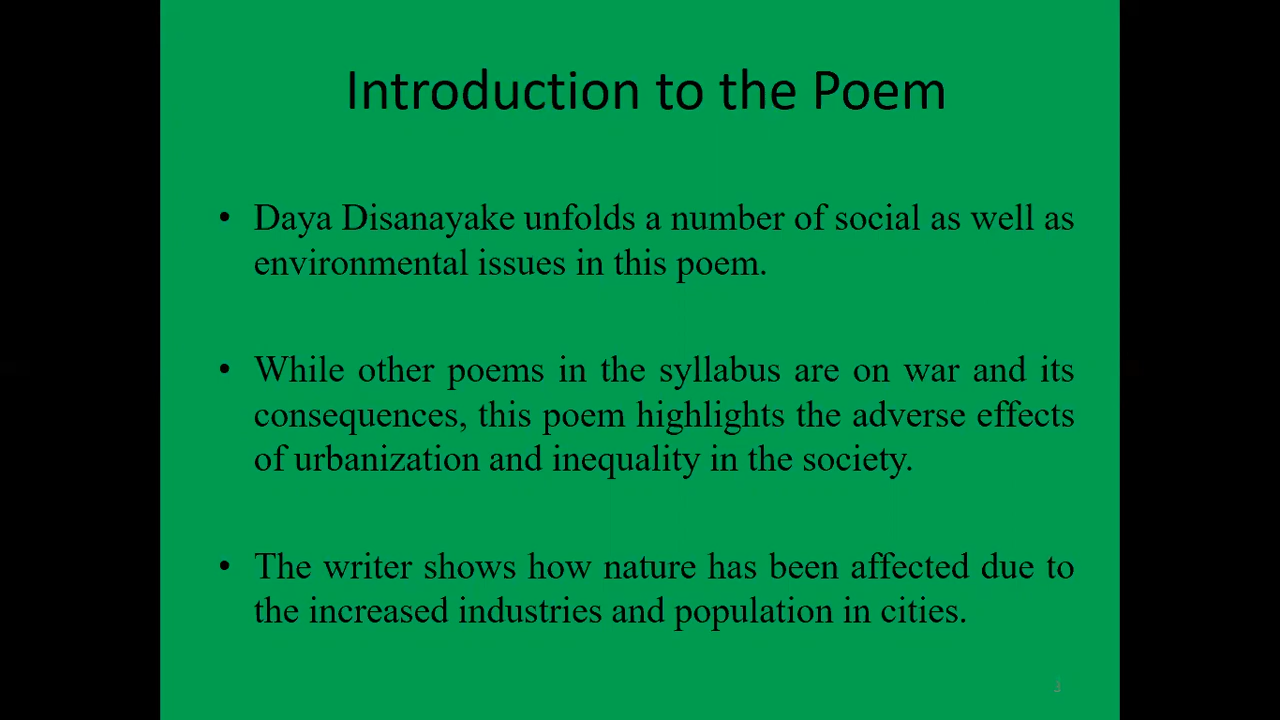 Introduction to the Poem
• Daya Disanayake unfolds a number of social as well as
environmental issues in this poem.
• While other poems in the syllabus are on war and its
consequences, this poem highlights the adverse effects
of urbanization and inequality in the society.
• The writer shows how nature has been affected due to
the increased industries and population in cities.
3